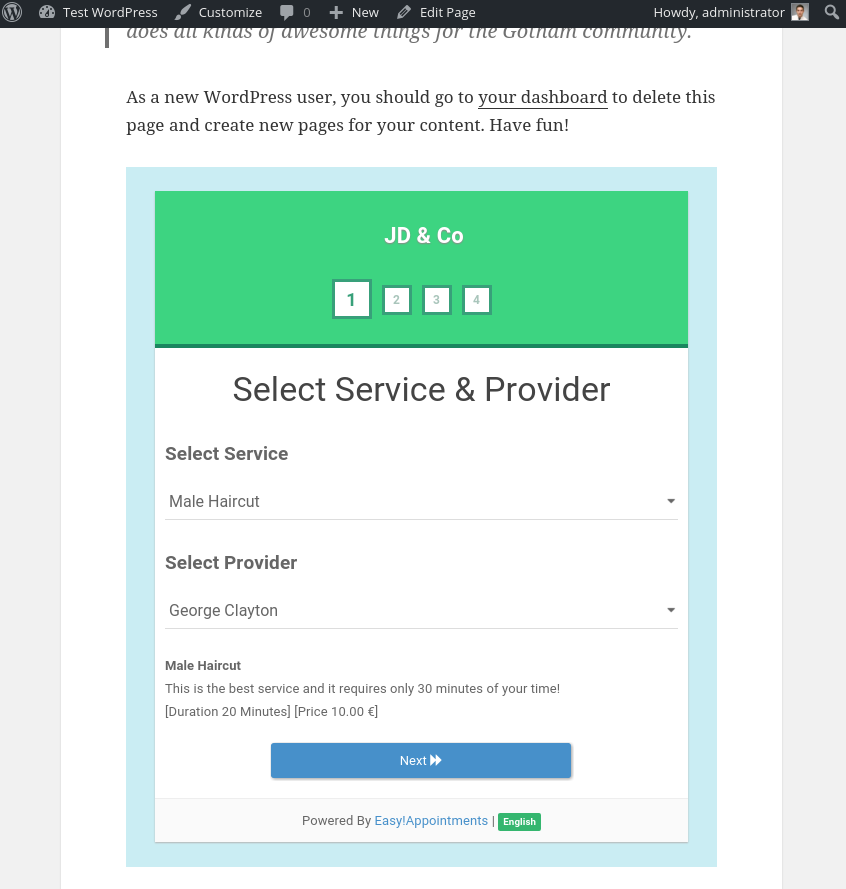 Test WordPress Customize 0 New Edit Page Howdy, administrator
does all kinds of awesome things for the Gotham community.
As a new WordPress user, you should go to your dashboard to delete this
page and create new pages for your content. Have fun!
JD & Co
1 2 3 4
Select Service & Provider
Select Service
Male Haircut
Select Provider
George Clayton
Male Haircut
This is the best service and it requires only 30 minutes of your time!
[Duration 20 Minutes] [Price 10.00 €]
Next
Powered By Easy!Appointments | English